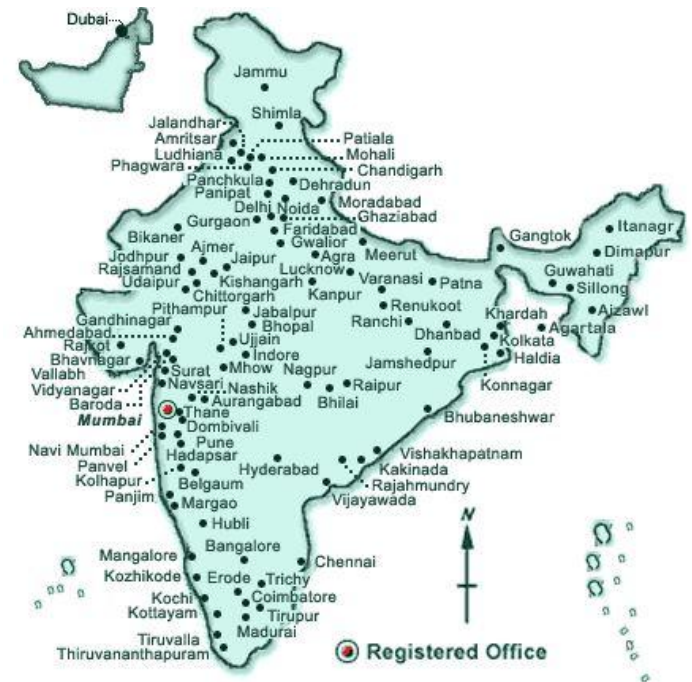 Dubai
Jammu
Shimla
Jalandhar
Patiala
Amritsar
Ludhiana
Mohali
Phagwara
Chandigarh
Panchkula
Dehradun
Panipat
Delhi
Noida
Moradabad
Gurgaon
Ghaziabad
Faridabad
Bikaner
Gwalior
Meerut
Gangtok
Itanagr
Ajmer
Jodhpur
Jaipur
Agra
Dimapur
Rajsamand
Lucknow
Guwahati
Udaipur
Kishangarh
Varanasi
Patna
Sillong
Chittorgarh
Kanpur
Pithampur
Renukoot
Aizawl
Gandhinagar
Jabalpur
Ranchi
Khardah
Ahmedabad
Bhopal
Dhanbad
Agartala
Rajkot
Ujjain
Kolkata
Bhavnagar
Indore
Jamshedpur
Haldia
Vallabh
Vidyanagar
Surat
Mhow
Nagpur
Navsari
Nashik
Raipur
Konnagar
Baroda
Aurangabad
Bhilai
Mumbai
Thane
Bhubaneshwar
Dombivali
Navi Mumbai
Pune
Panvel
Hadapsar
Vishakhapatnam
Kolhapur
Hyderabad
Kakinada
Belgaum
Rajahmundry
Panjim
Margao
Vijayawada
Hubli
N
Bangalore
Mangalore
Chennai
Kozhikode
Erode
Trichy
Kochi
Coimbatore
Kottayam
Tirupur
Madurai
Tiruvalla
Thiruvananthapuram
Registered Office